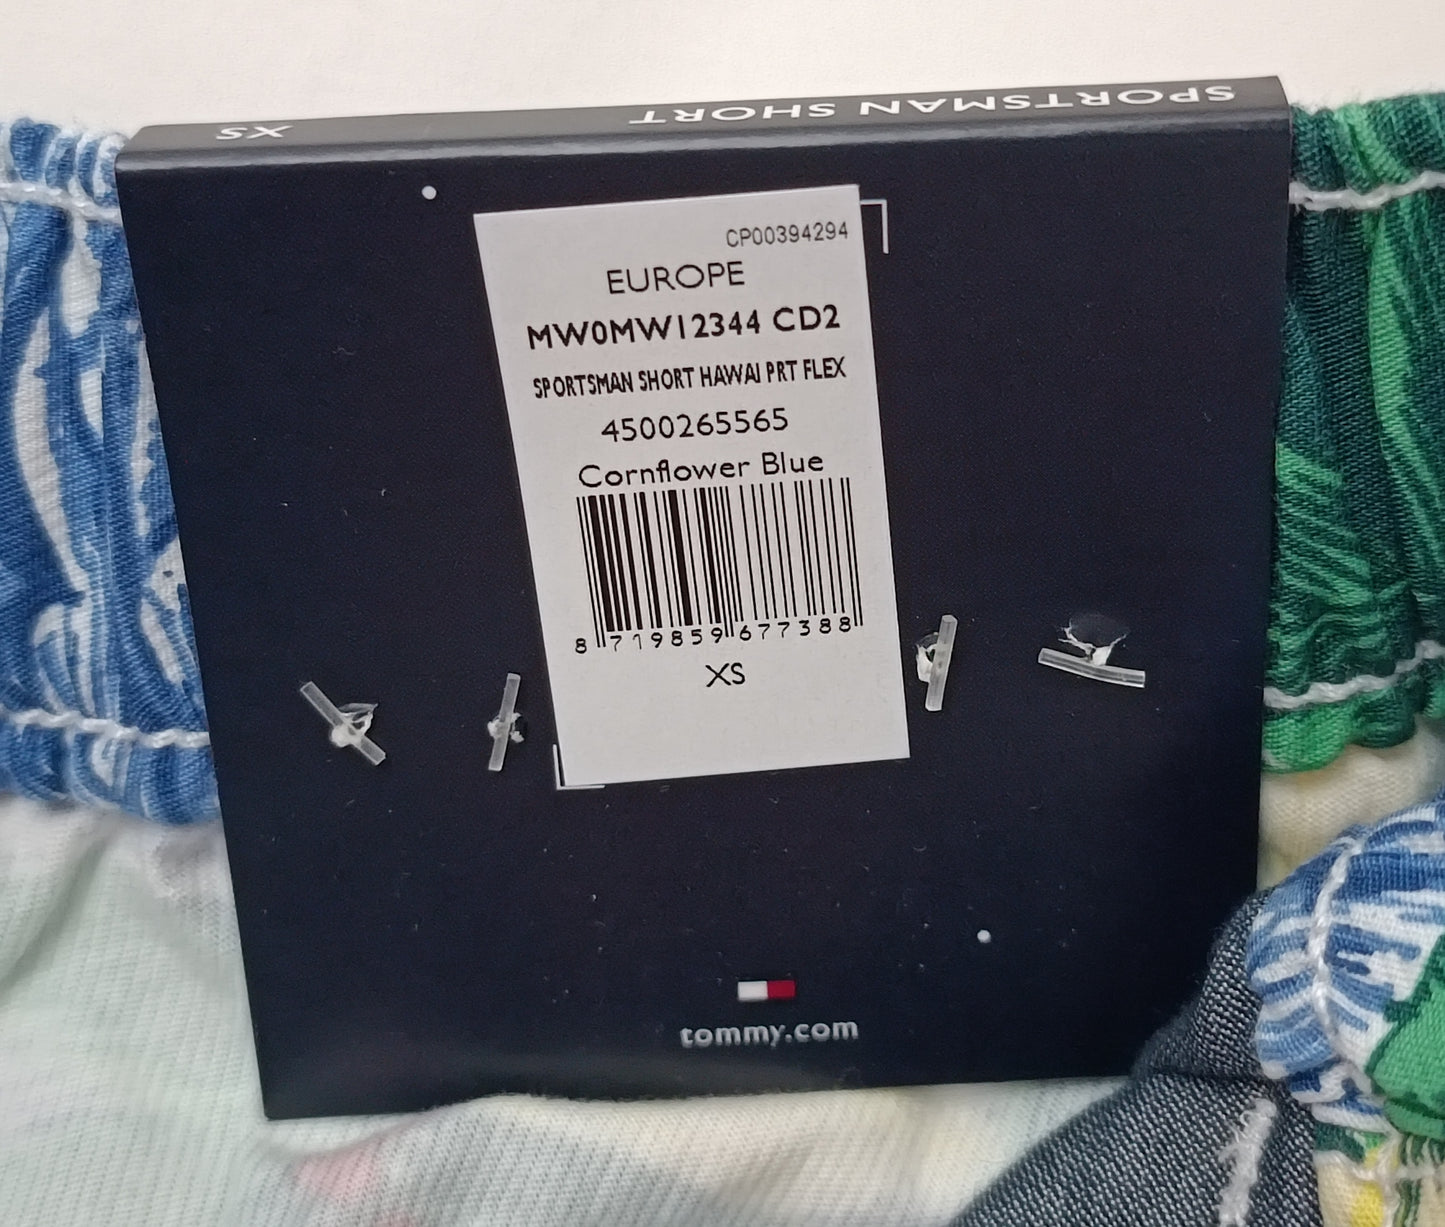 SPORTSMAN SHORT
XS
CP00394294
EUROPE
MW0MW12344 CD2
SPORTSMAN SHORT HAWAI PRT FLEX
4500265565
Cornflower Blue
8 719859 677388
XS
tommy.com